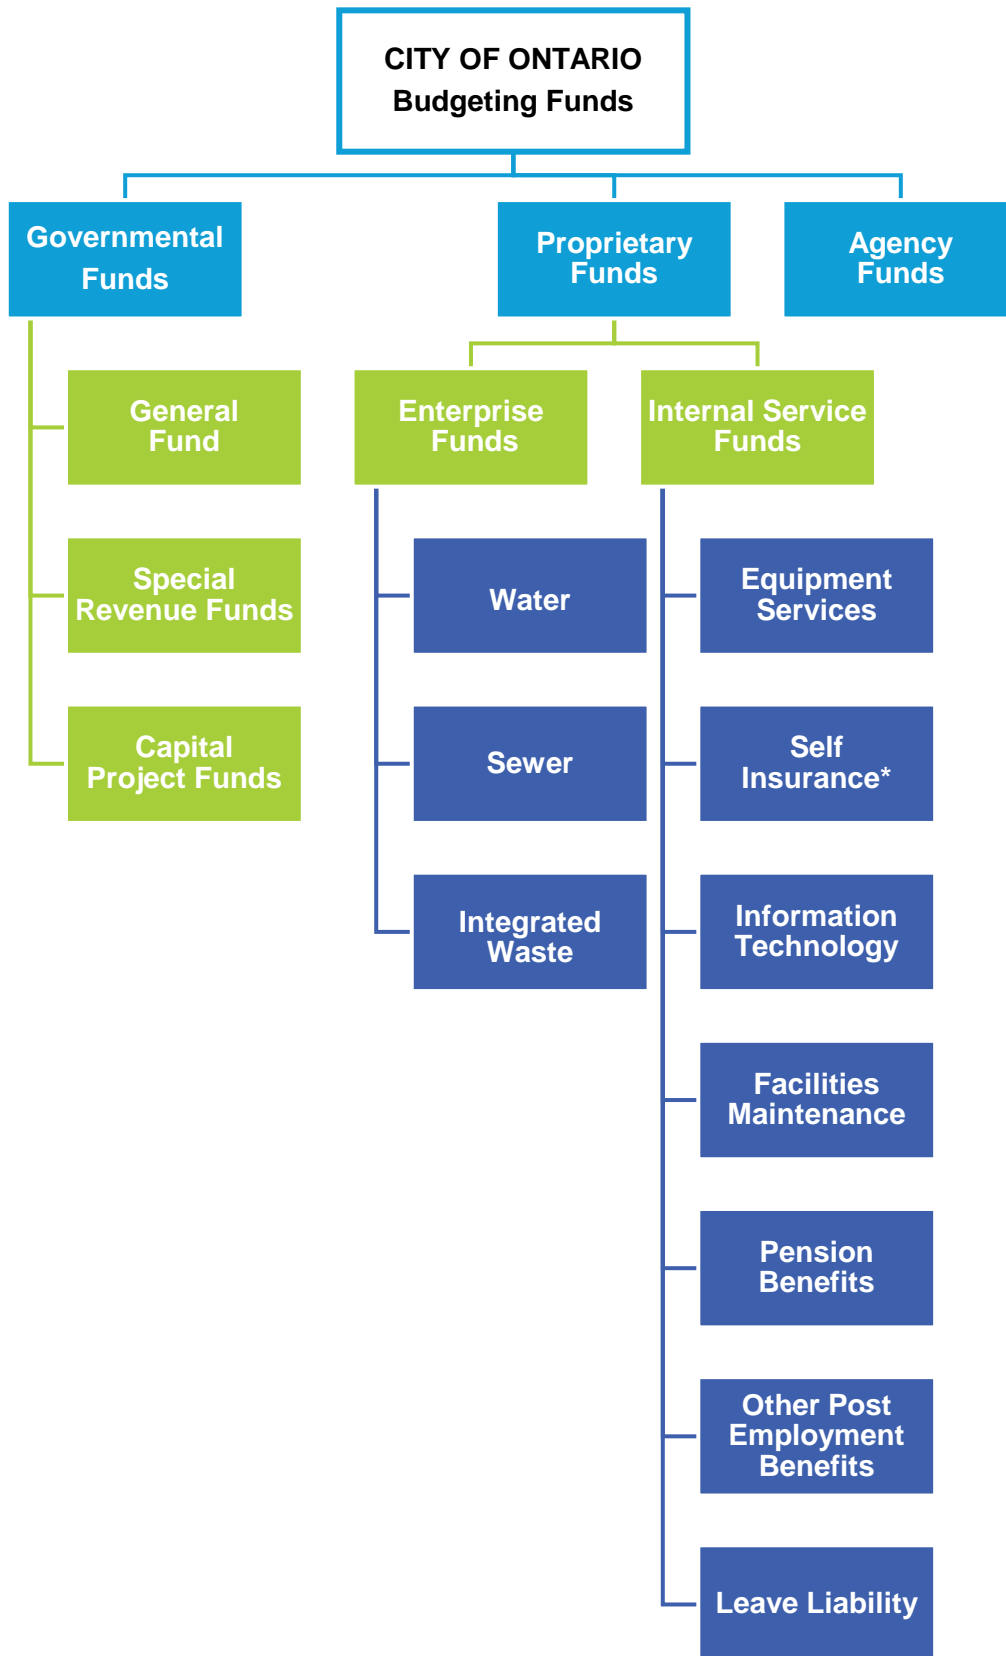 CITY OF ONTARIO
Budgeting Funds
Governmental
Funds
Proprietary
Funds
Agency
Funds
General
Fund
Special
Revenue Funds
Capital
Project Funds
Enterprise
Funds
Water
Sewer
Integrated
Waste
Internal Service
Funds
Equipment
Services
Self
Insurance*
Information
Technology
Facilities
Maintenance
Pension
Benefits
Other Post
Employment
Benefits
Leave Liability